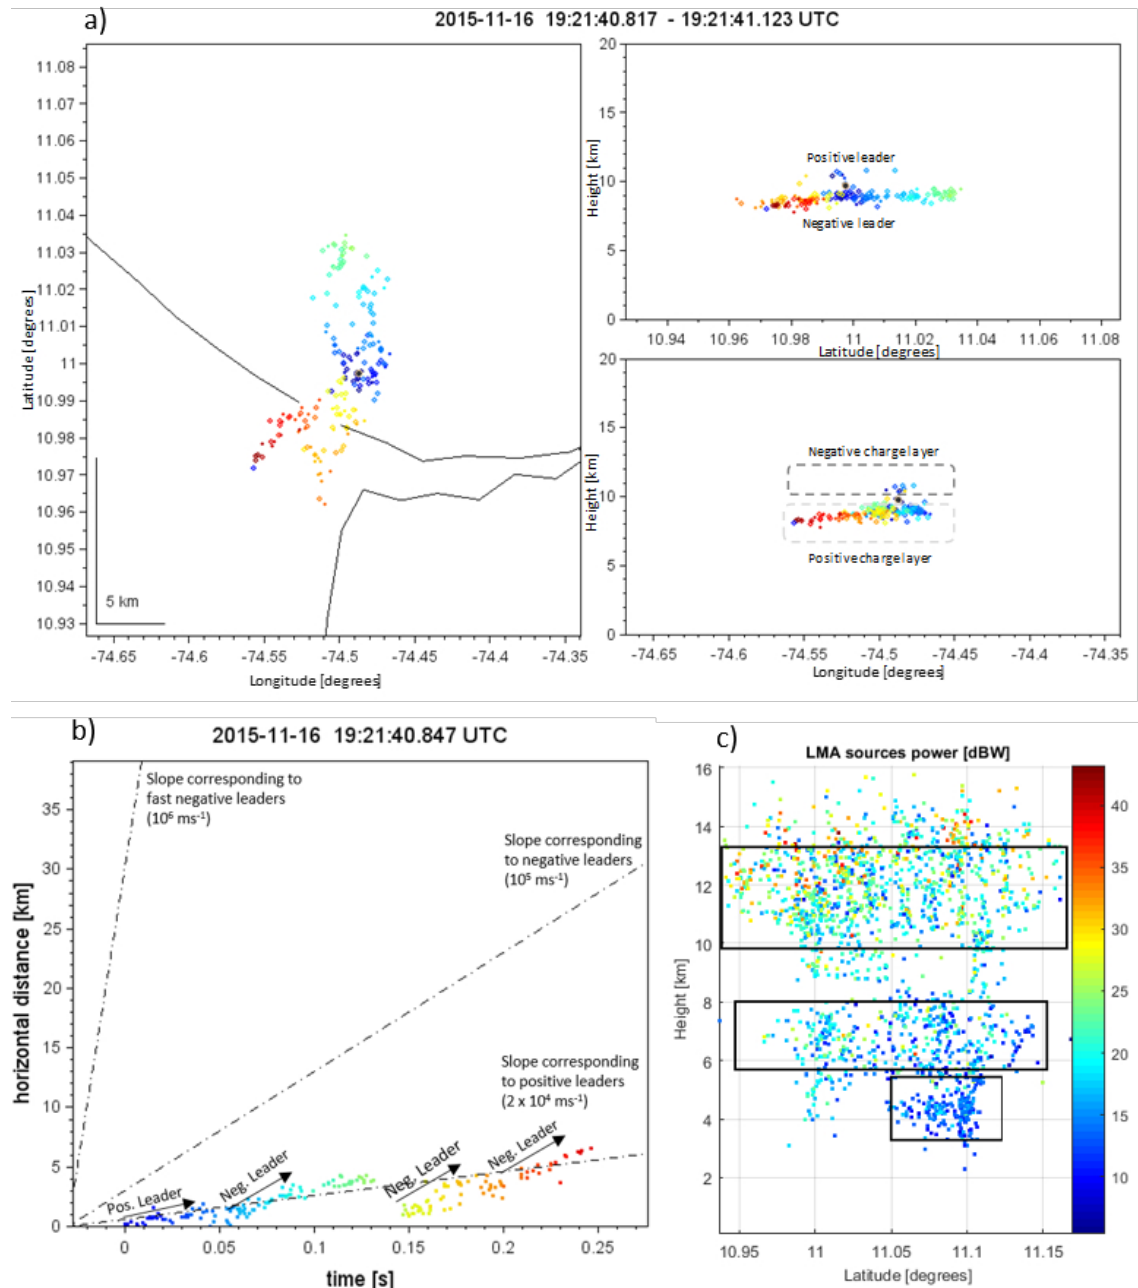 a)
2015-11-16 19:21:40.817 - 19:21:41.123 UTC
11.08
11.07
11.06
11.05
11.04
11.03
11.02
11.01
11
10.99
10.98
10.97
10.96
10.95
10.94
10.93
Latitude [degrees]
5 km
-74.65
-74.6
-74.55
-74.5
-74.45
-74.4
-74.35
Longitude [degrees]
20
15
10
5
0
Height [km]
Positive leader
Negative leader
10.94
10.96
10.98
11
11.02
11.04
11.06
11.08
Latitude [degrees]
20
15
10
5
0
Height [km]
Negative charge layer
Positive charge layer
-74.65
-74.6
-74.55
-74.5
-74.45
-74.4
-74.35
Longitude [degrees]
b)
2015-11-16 19:21:40.847 UTC
35
30
25
20
15
10
5
0
horizontal distance [km]
Slope corresponding to
fast negative leaders
(10⁶ ms⁻¹)
Slope corresponding
to negative leaders
(10⁵ ms⁻¹)
Slope corresponding
to positive leaders
(2 x 10⁴ ms⁻¹)
Pos. Leader
Neg. Leader
Neg. Leader
Neg. Leader
0
0.05
0.1
0.15
0.2
0.25
time [s]
c)
LMA sources power [dBW]
16
14
12
10
8
6
4
2
Height [km]
10.95
11
11.05
11.1
11.15
Latitude [degrees]
40
35
30
25
20
15
10